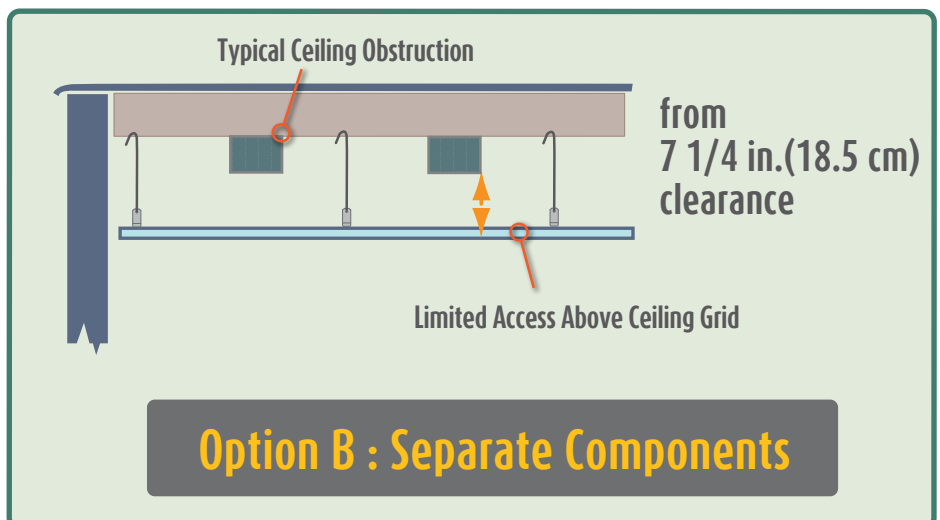 Typical Ceiling Obstruction
from
7 1/4 in.(18.5 cm)
clearance
Limited Access Above Ceiling Grid
Option B : Separate Components